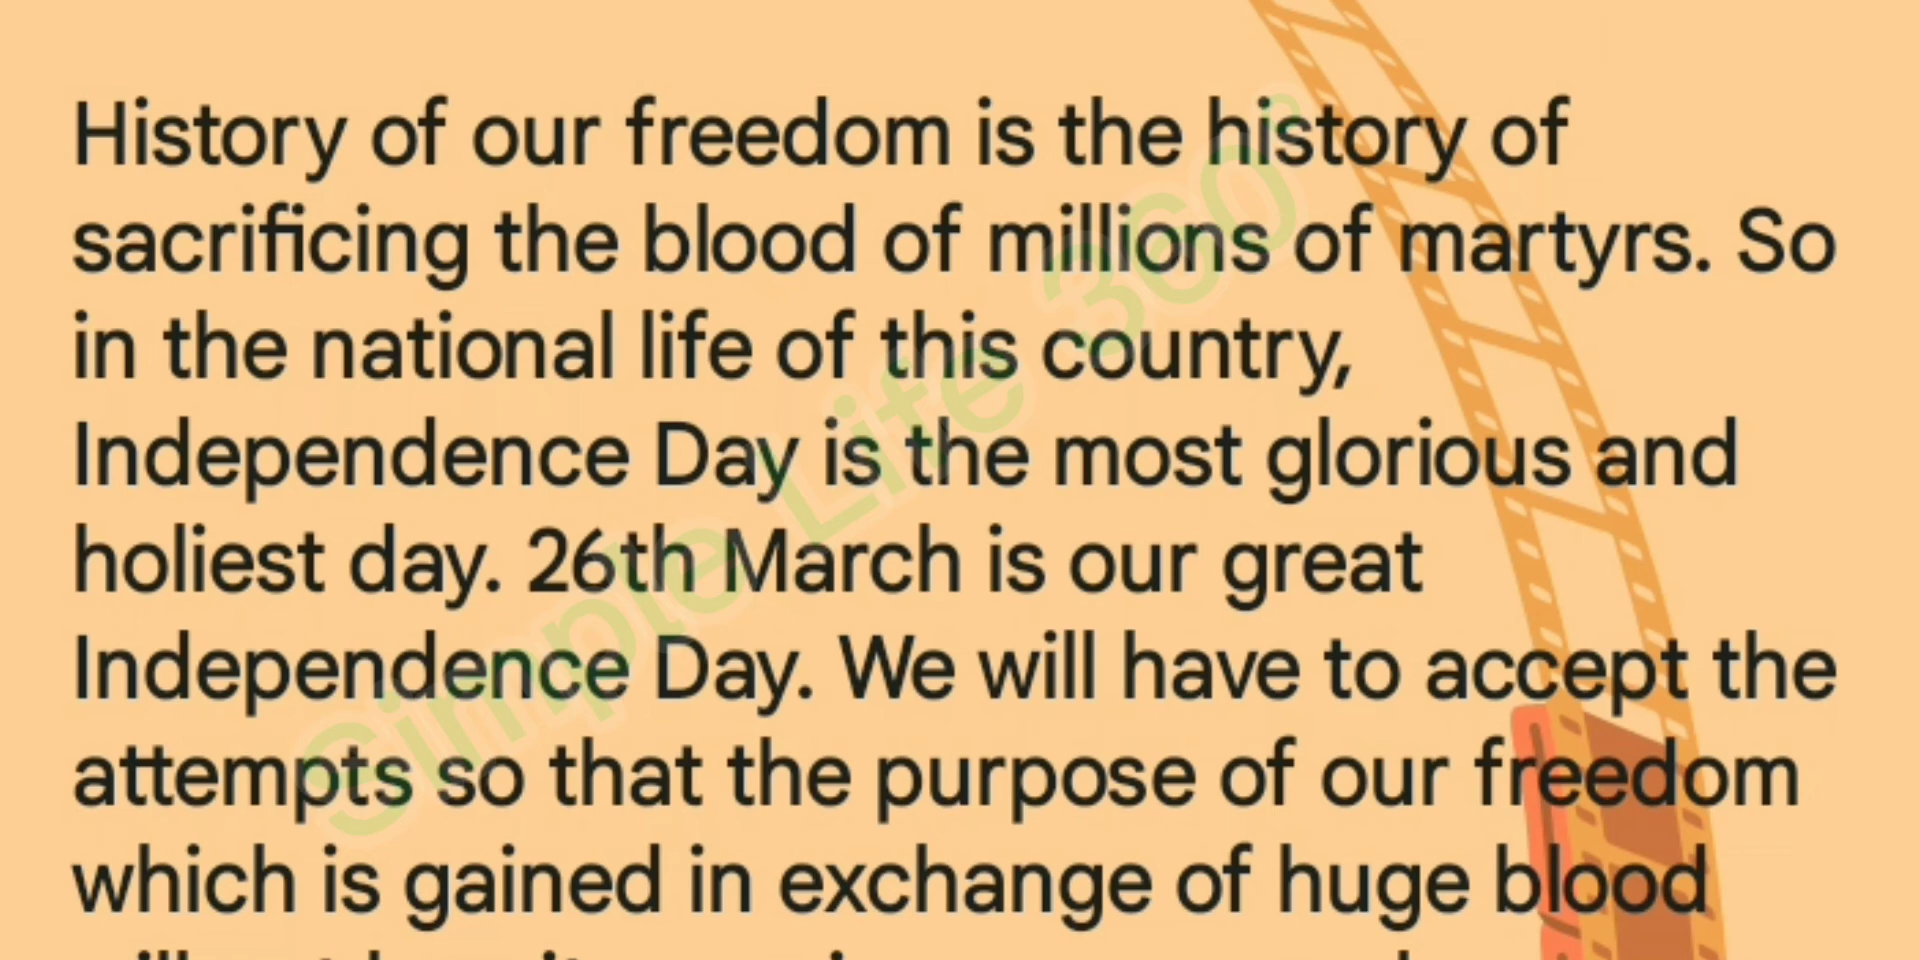 History of our freedom is the history of
sacrificing the blood of millions of martyrs. So
in the national life of this country,
Independence Day is the most glorious and
holiest day. 26th March is our great
Independence Day. We will have to accept the
attempts so that the purpose of our freedom
which is gained in exchange of huge blood
Simple Life 360°